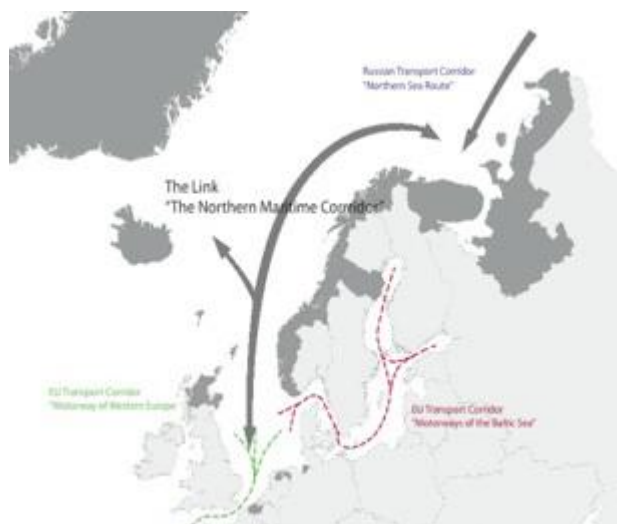 Russian Transport Corridor
"Northern Sea Route"
The Link
"The Northern Maritime Corridor"
EU Transport Corridor
"Motorway of Western Europe
EU Transport Corridor
"Motorways of the Baltic Sea"